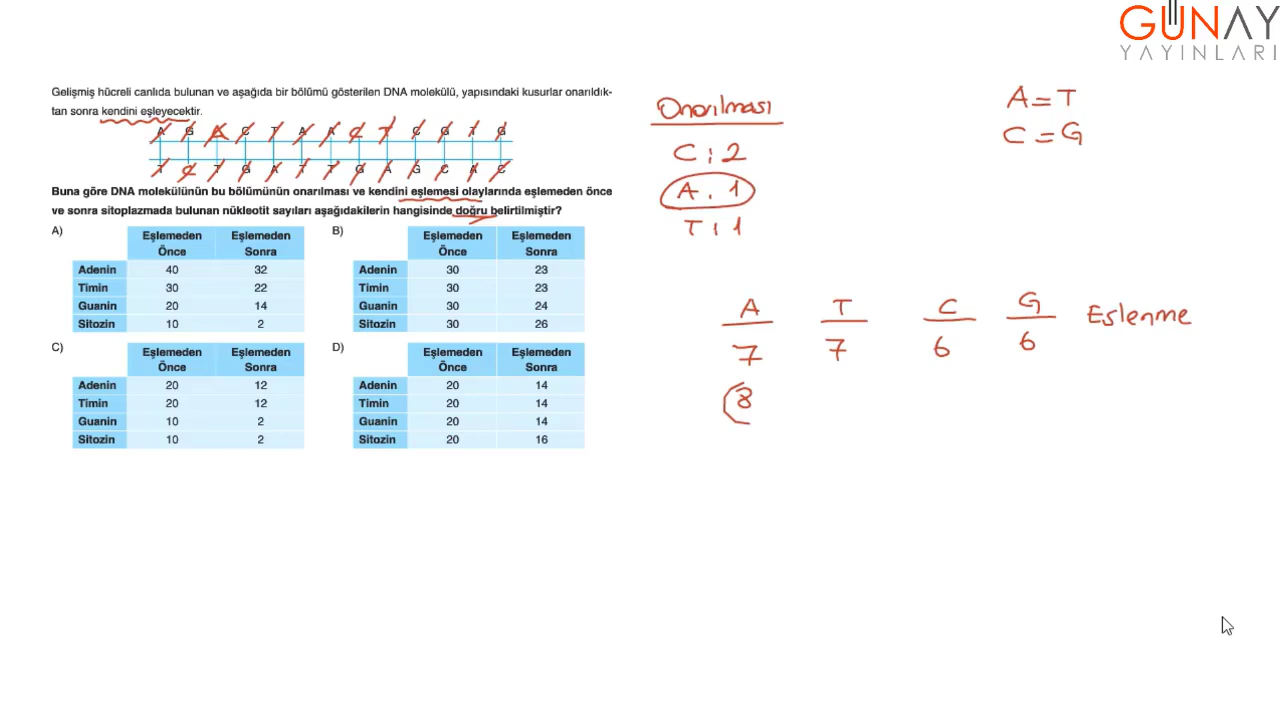 GÜNAY
YAYINLARI
Gelişmiş hücreli canlıda bulunan ve aşağıda bir bölümü gösterilen DNA molekülü, yapısındaki kusurlar onarıldık-
tan sonra kendini eşleyecektir.
A G A C T A A C T C G T G
T C T G A T T G A G C A C
Buna göre DNA molekülünün bu bölümünün onarılması ve kendini eşlemesi olaylarında eşlemeden önce
ve sonra sitoplazmada bulunan nükleotit sayıları aşağıdakilerin hangisinde doğru belirtilmiştir?
A)
Eşlemeden Önce Eşlemeden Sonra
Adenin 40 32
Timin 30 22
Guanin 20 14
Sitozin 10 2
B)
Eşlemeden Önce Eşlemeden Sonra
Adenin 30 23
Timin 30 23
Guanin 30 24
Sitozin 30 26
C)
Eşlemeden Önce Eşlemeden Sonra
Adenin 20 12
Timin 20 12
Guanin 10 2
Sitozin 10 2
D)
Eşlemeden Önce Eşlemeden Sonra
Adenin 20 14
Timin 20 14
Guanin 20 14
Sitozin 20 16
Onarılması
C : 2
A . 1
T : 1
A = T
C = G
A T C G Eşlenme
7 7 6 6
8